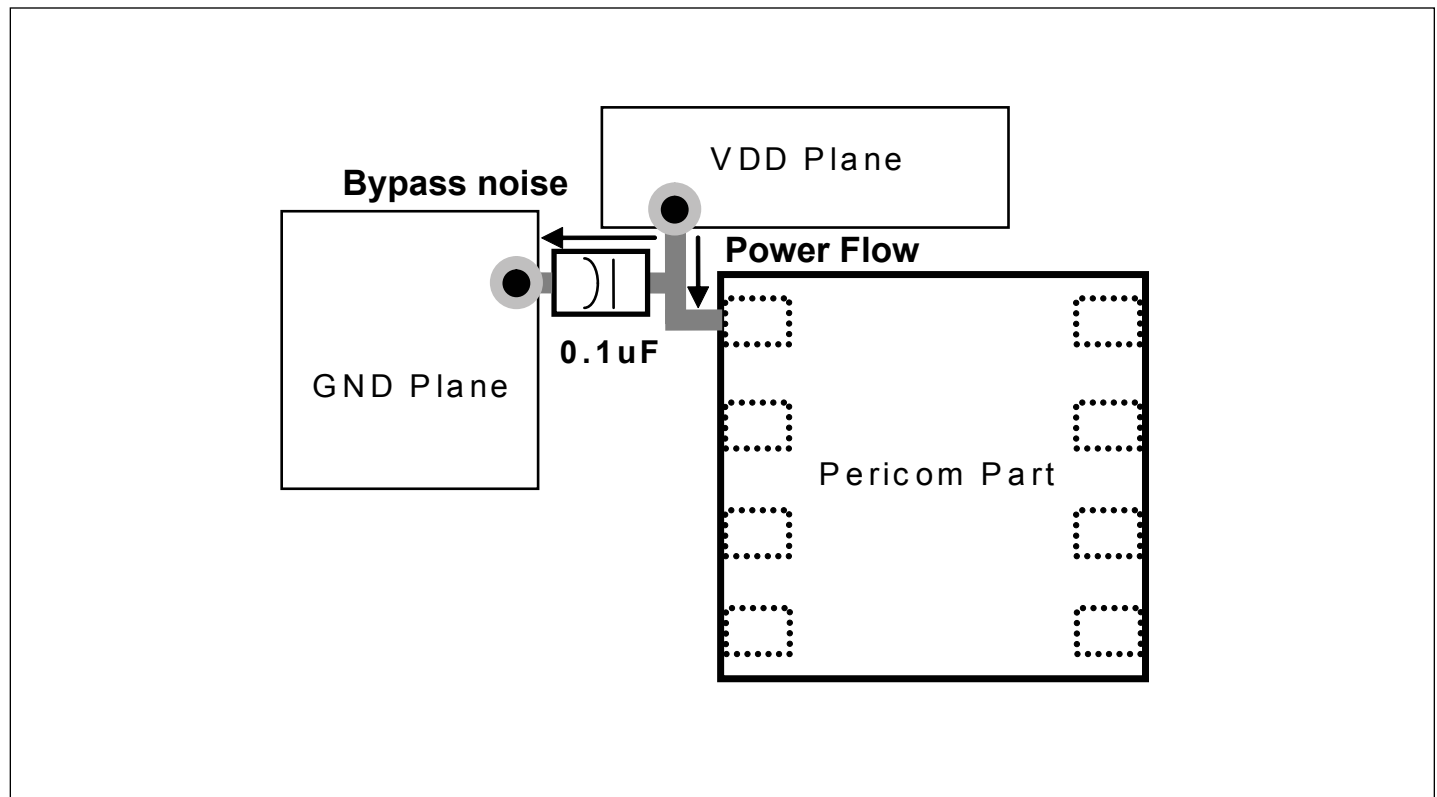 VDD Plane
Bypass noise
Power Flow
0.1uF
GND Plane
Pericom Part